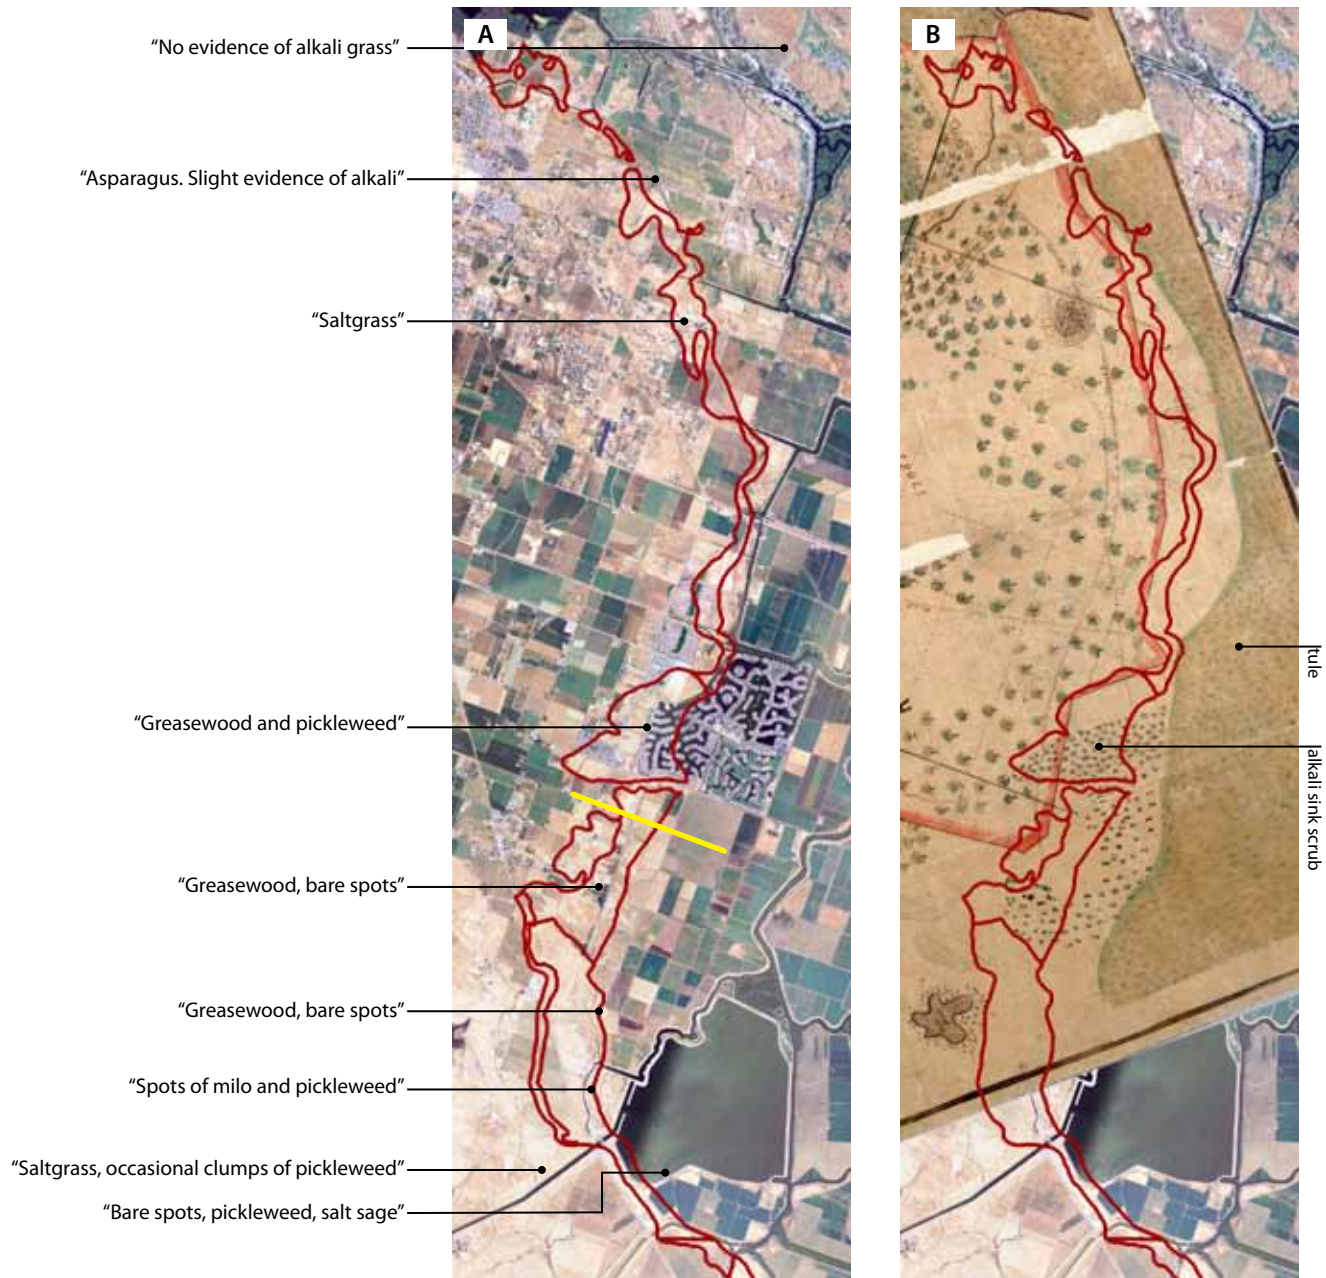 A
B
“No evidence of alkali grass”
“Asparagus. Slight evidence of alkali”
“Saltgrass”
“Greasewood and pickleweed”
“Greasewood, bare spots”
“Greasewood, bare spots”
“Spots of milo and pickleweed”
“Saltgrass, occasional clumps of pickleweed”
“Bare spots, pickleweed, salt sage”
tule
alkali sink scrub